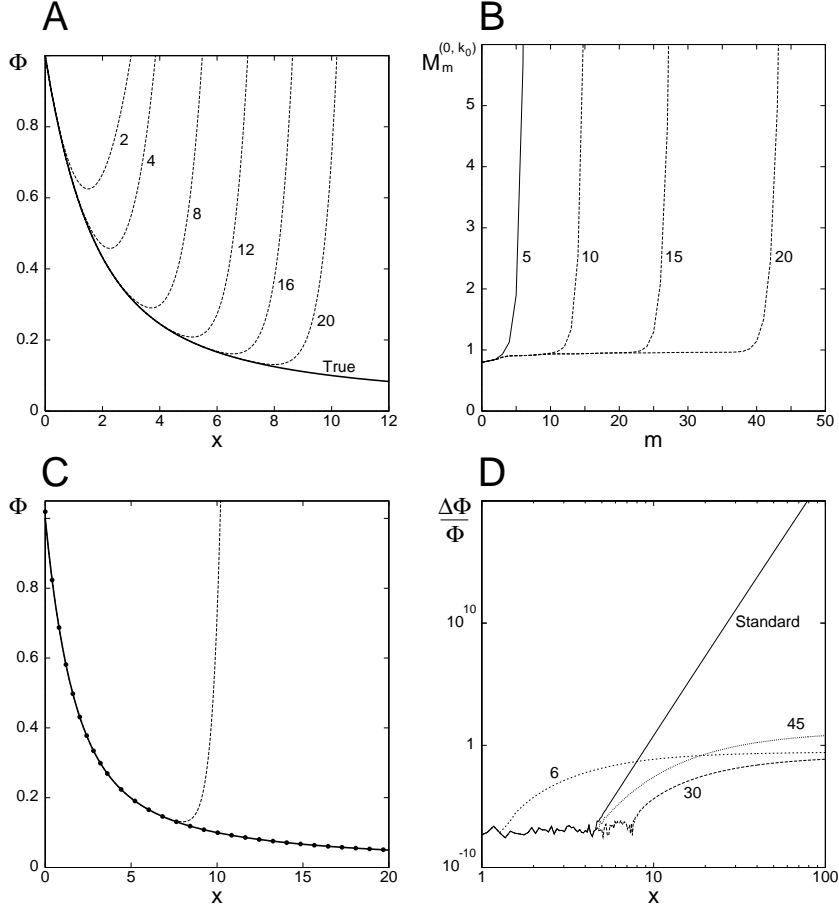 A
Φ
0.8
0.6
0.4
0.2
0
0 2 4 6 8 10 12
x
2
4
8
12
16
20
True
B
M_m^(0, k_0)
5
4
3
2
1
0
0 10 20 30 40 50
m
5 10 15 20
C
Φ
0.8
0.6
0.4
0.2
0
0 5 10 15 20
x
D
ΔΦ
Φ
10^10
1
10^-10
1 10 100
x
Standard
45
6
30